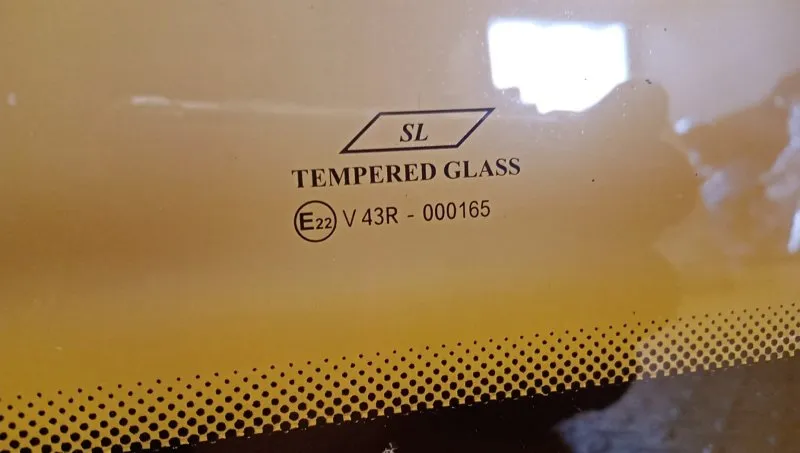 SL
TEMPERED GLASS
E22 V 43R - 000165